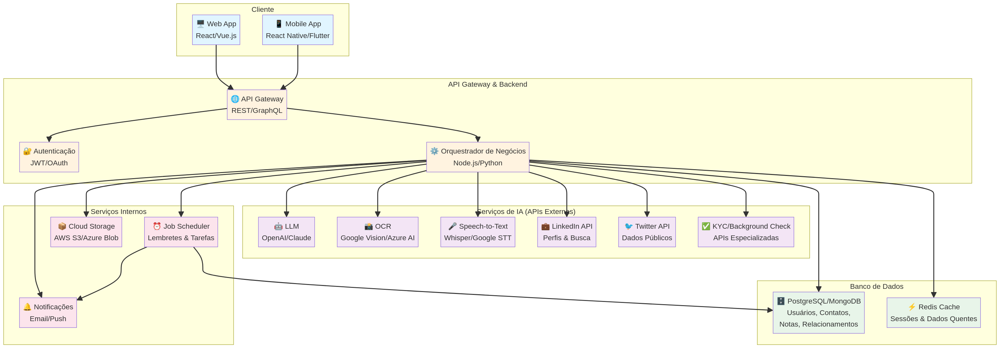 Cliente
🖥️ Web App
React/Vue.js
📱 Mobile App
React Native/Flutter
API Gateway & Backend
🌐 API Gateway
REST/GraphQL
🔐 Autenticação
JWT/OAuth
⚙️ Orquestrador de Negócios
Node.js/Python
Serviços Internos
📦 Cloud Storage
AWS S3/Azure Blob
⏰ Job Scheduler
Lembretes & Tarefas
🔔 Notificações
Email/Push
Serviços de IA (APIs Externas)
🤖 LLM
OpenAI/Claude
📸 OCR
Google Vision/Azure AI
🎤 Speech-to-Text
Whisper/Google STT
💼 LinkedIn API
Perfis & Busca
🐦 Twitter API
Dados Públicos
✅ KYC/Background Check
APIs Especializadas
Banco de Dados
🗄️ PostgreSQL/MongoDB
Usuários, Contatos,
Notas, Relacionamentos
⚡ Redis Cache
Sessões & Dados Quentes